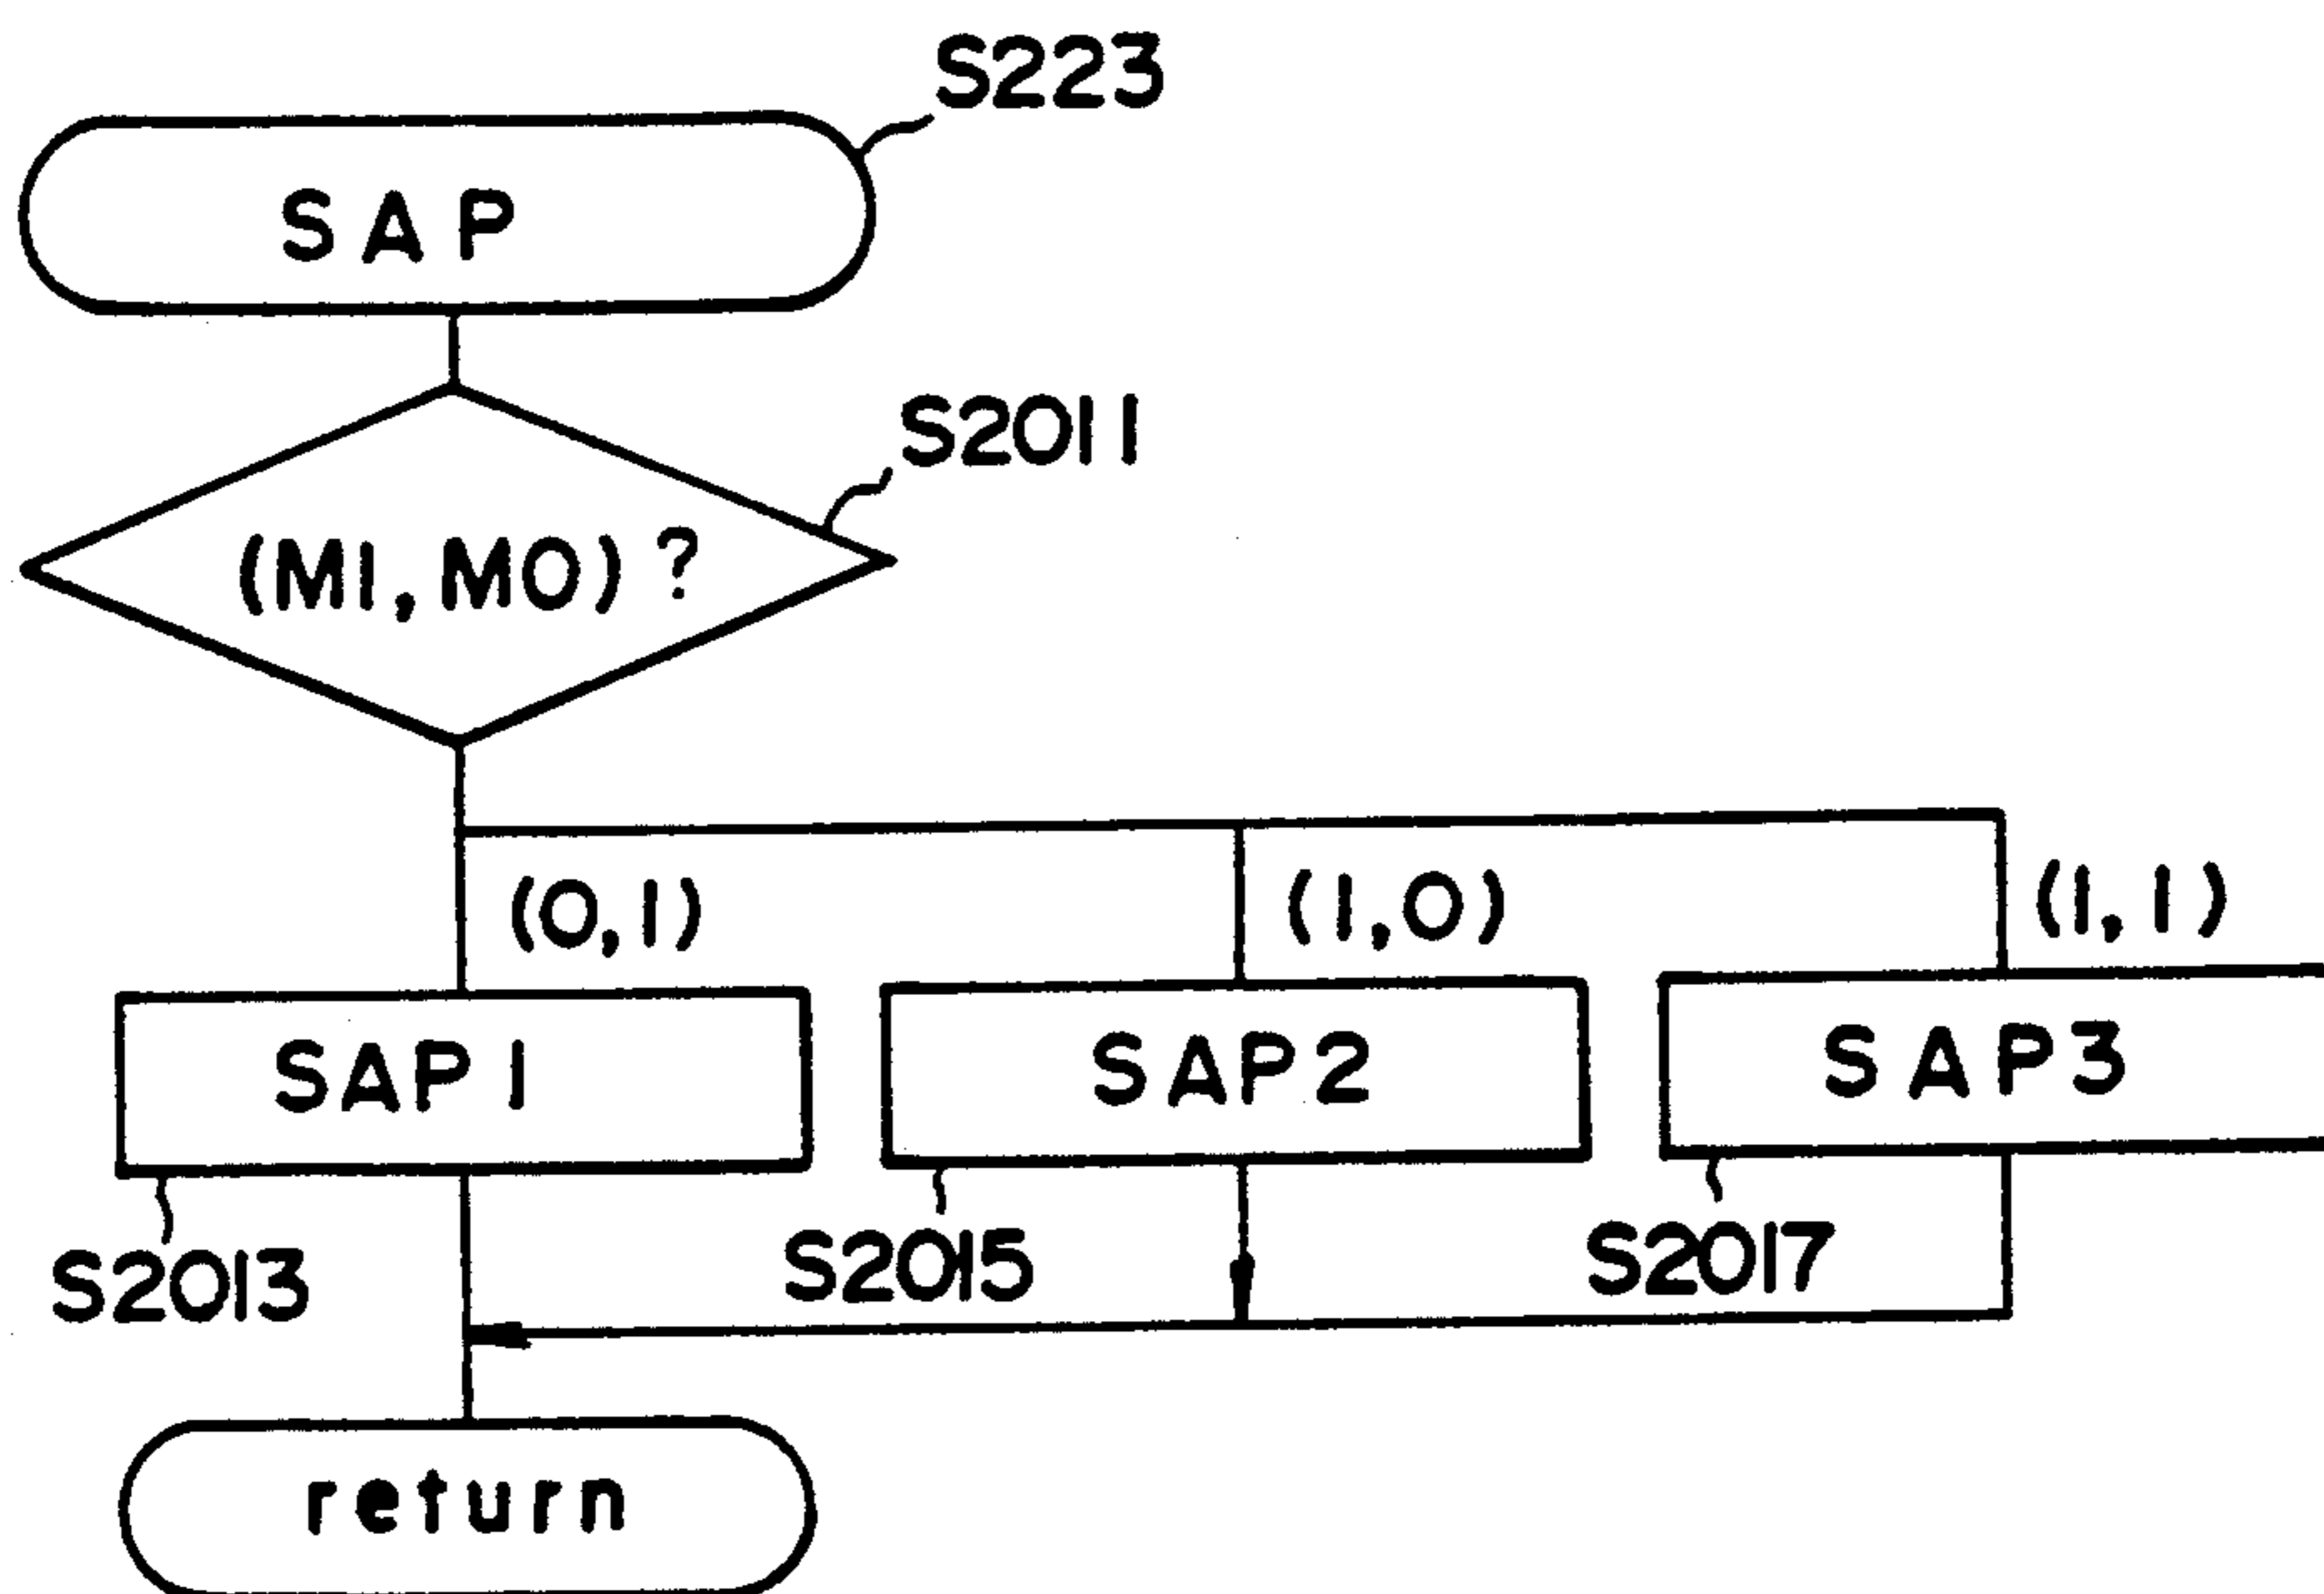 S223
SAP
S2011
(M1,M0)?
(0,1)
(1,0)
(1,1)
SAP1
SAP2
SAP3
S2013
S2015
S2017
return